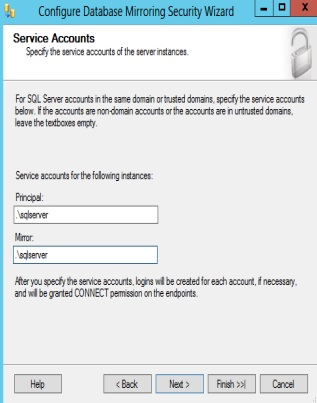 Configure Database Mirroring Security Wizard
Service Accounts
Specify the service accounts of the server instances.
For SQL Server accounts in the same domain or trusted domains, specify the service accounts
below. If the accounts are non-domain accounts or the accounts are in untrusted domains,
leave the textboxes empty.
Service accounts for the following instances:
Principal:
.\sqlserver
Mirror:
.\sqlserver
After you specify the service accounts, logins will be created for each account, if necessary,
and will be granted CONNECT permission on the endpoints.
Help
< Back
Next >
Finish >>|
Cancel